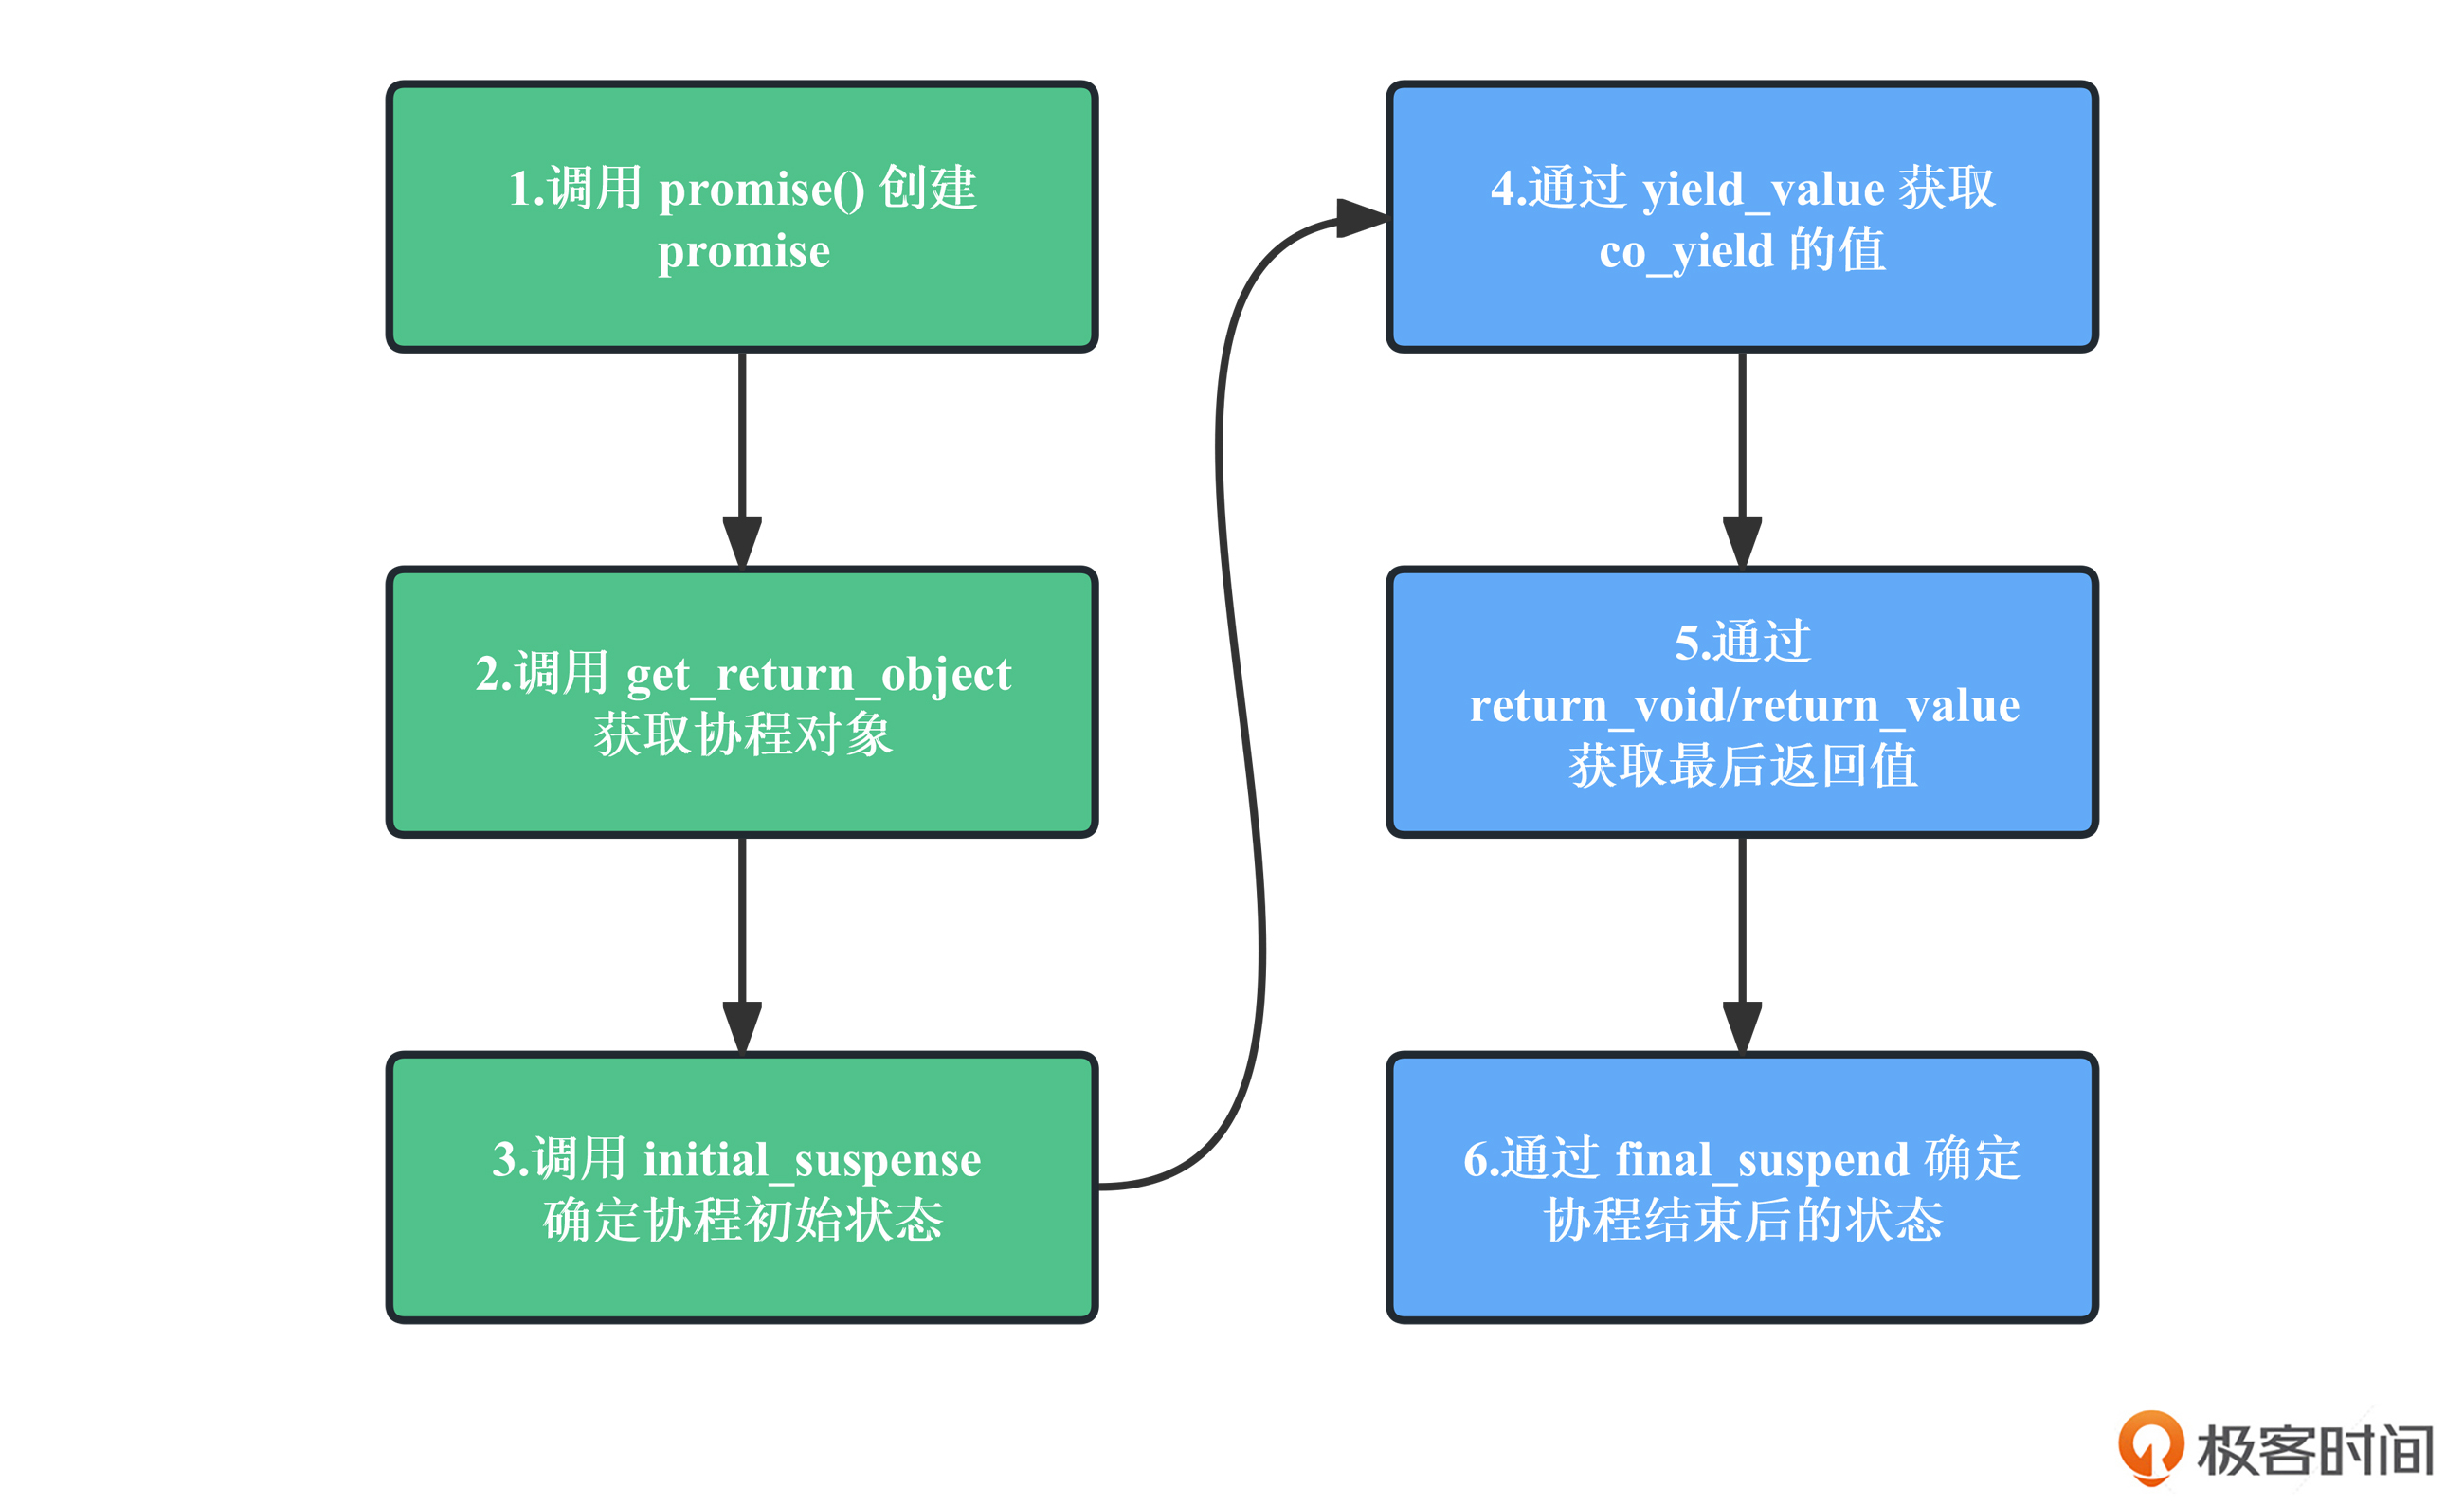 1.调用 promise() 创建
promise
2.调用 get_return_object
获取协程对象
3.调用 initial_suspense
确定协程初始状态
4.通过 yield_value 获取
co_yield 的值
5.通过
return_void/return_value
获取最后返回值
6.通过 final_suspend 确定
协程结束后的状态
极客时间